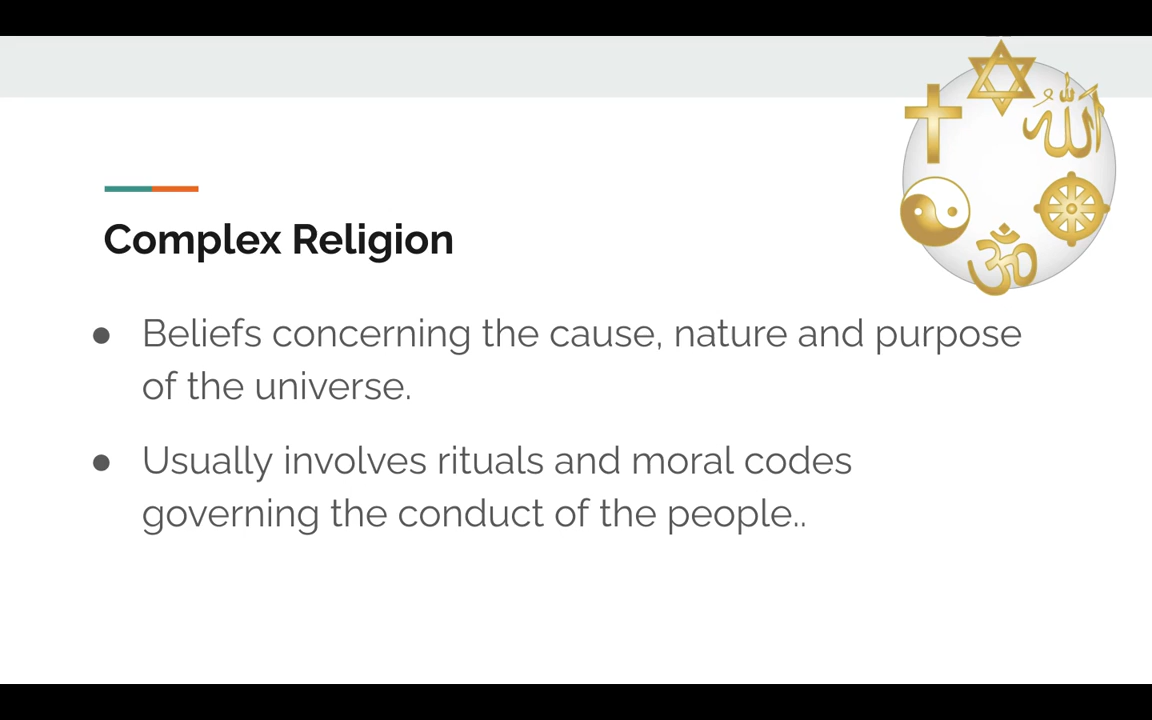 الله
ॐ
Complex Religion
● Beliefs concerning the cause, nature and purpose
of the universe.
● Usually involves rituals and moral codes
governing the conduct of the people..